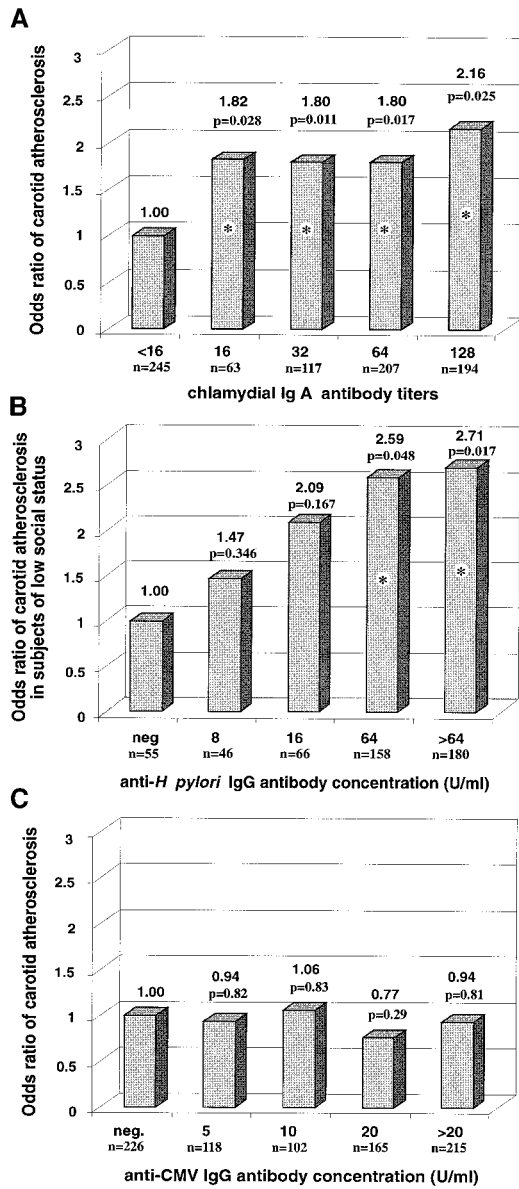 A
Odds ratio of carotid atherosclerosis
3
2.5
2
1.5
1
0.5
0
1.00
1.82
p=0.028
1.80
p=0.011
1.80
p=0.017
2.16
p=0.025
*
*
*
*
<16 16 32 64 128
n=245 n=63 n=117 n=207 n=194
chlamydial Ig A antibody titers
B
Odds ratio of carotid atherosclerosis
in subjects of low social status
3
2.5
2
1.5
1
0.5
0
1.00
1.47
p=0.346
2.09
p=0.167
2.59
p=0.048
2.71
p=0.017
*
*
neg 8 16 64 >64
n=55 n=46 n=66 n=158 n=180
anti-H pylori IgG antibody concentration (U/ml)
C
Odds ratio of carotid atherosclerosis
3
2.5
2
1.5
1
0.5
0
1.00
0.94
p=0.82
1.06
p=0.83
0.77
p=0.29
0.94
p=0.81
neg. 5 10 20 >20
n=226 n=118 n=102 n=165 n=215
anti-CMV IgG antibody concentration (U/ml)